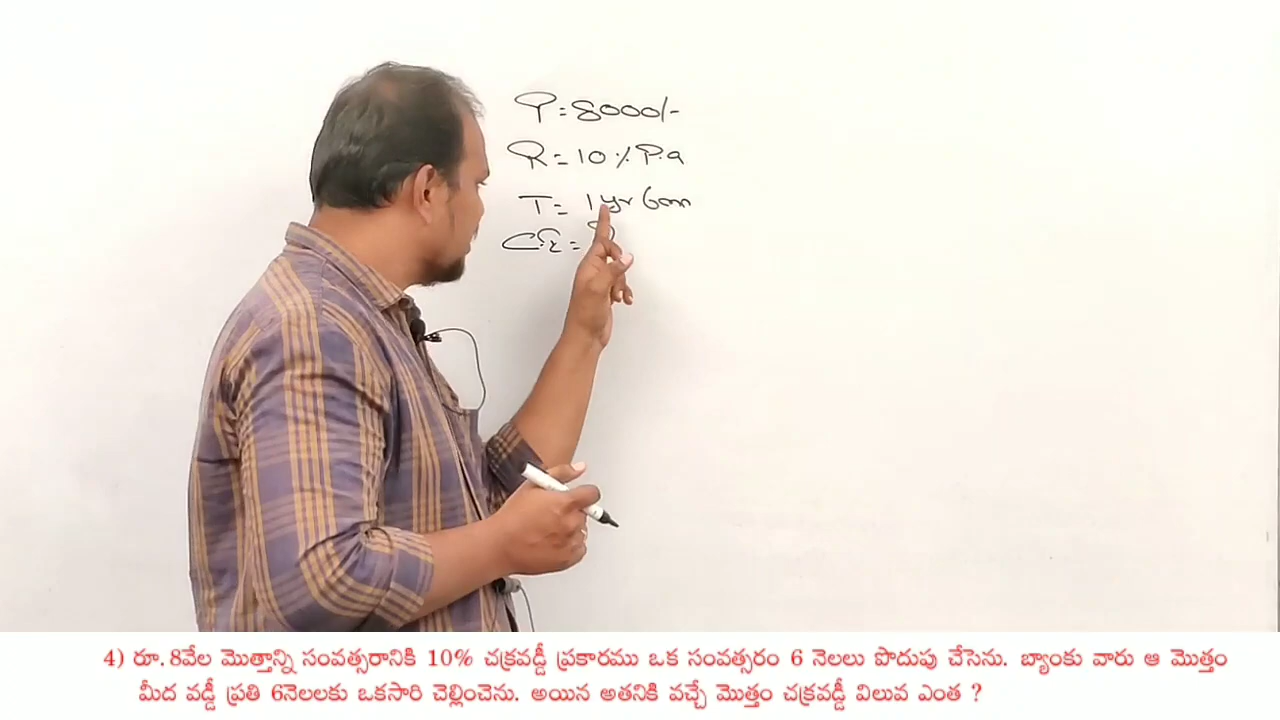 P=8000/-
R=10% P.a
T= 1yr 6m
C.I =
4) రూ. 8వేల మొత్తాన్ని సంవత్సరానికి 10% చక్రవడ్డీ ప్రకారము ఒక సంవత్సరం 6 నెలలు పొదుపు చేసెను. బ్యాంకు వారు ఆ మొత్తం
మీద వడ్డీ ప్రతి 6నెలలకు ఒకసారి చెల్లించెను. అయిన అతనికి వచ్చే మొత్తం చక్రవడ్డీ విలువ ఎంత ?